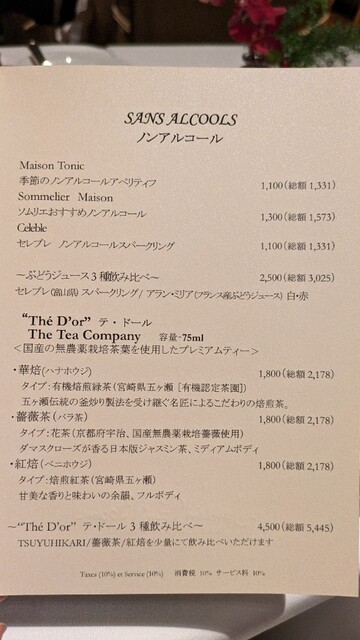 SANS ALCOOLS
ノンアルコール
Maison Tonic
季節のノンアルコールアペリティフ 1,100(総額 1,331)
Sommelier Maison
ソムリエおすすめノンアルコール 1,300(総額 1,573)
Celeble
セレブレ ノンアルコールスパークリング 1,100(総額 1,331)
～ぶどうジュース3種飲み比べ～ 2,500(総額 3,025)
セレブレ(富山県) スパークリング/ アラン・ミリア(フランス産ぶどうジュース) 白・赤
“Thé D’or” テ・ドール
The Tea Company 容量-75ml
＜国産の無農薬栽培茶葉を使用したプレミアムティー＞
・華焙(ハナホウジ) 1,800(総額 2,178)
タイプ:有機焙煎緑茶(宮崎県五ヶ瀬［有機認定茶園］)
五ヶ瀬伝統の釜炒り製法を受け継ぐ名匠によるこだわりの焙煎茶。
・薔薇茶(バラ茶) 1,800(総額 2,178)
タイプ:花茶(京都府宇治、国産無農薬栽培薔薇使用)
ダマスクローズが香る日本版ジャスミン茶、ミディアムボディ
・紅焙(ベニホウジ) 1,800(総額 2,178)
タイプ:焙煎紅茶(宮崎県五ヶ瀬)
甘美な香りと味わいの余韻、フルボディ
～“Thé D’or” テ・ドール 3種飲み比べ～ 4,500(総額 5,445)
TSUYUHIKARI/薔薇茶/紅焙を少量にて飲み比べいただけます
Taxes (10%) et Service (10%) 消費税 10% サービス料 10%